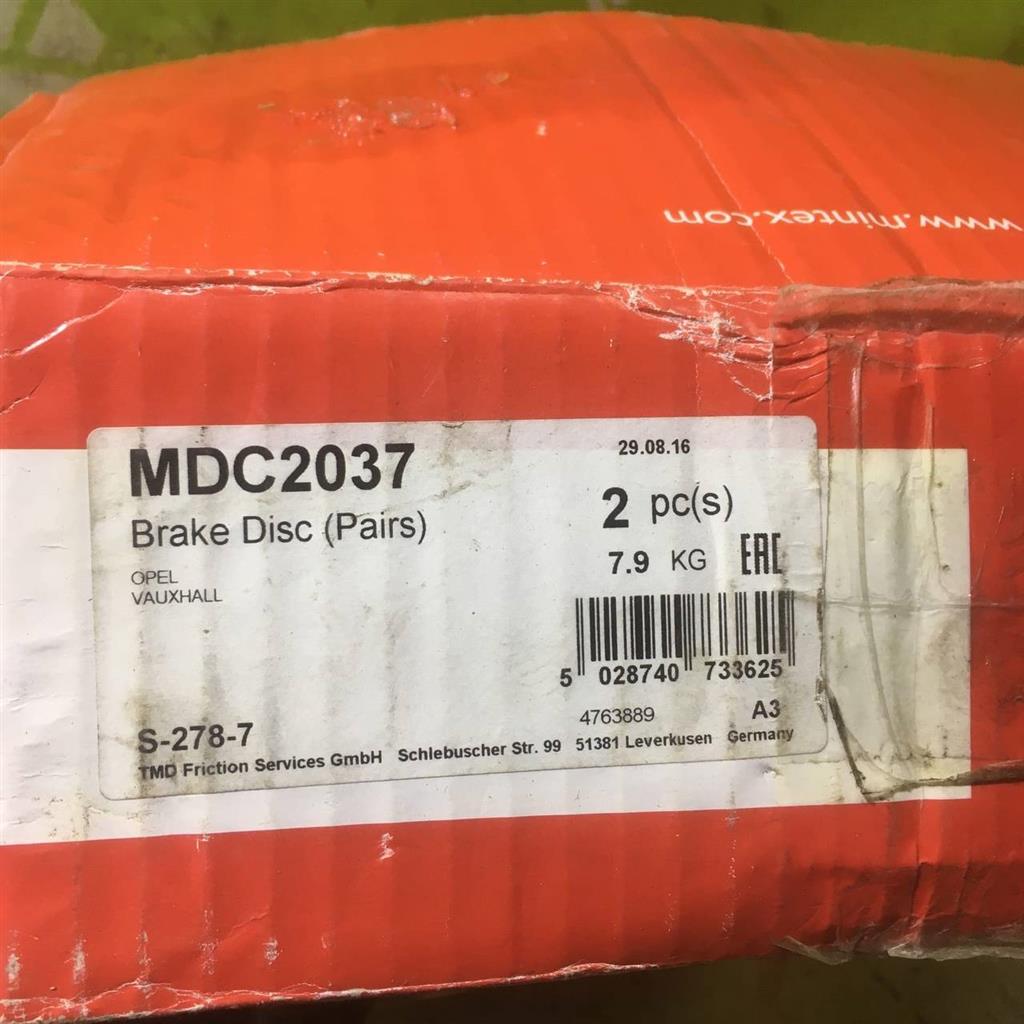 www.mintex.com
MDC2037
29.08.16
Brake Disc (Pairs)
2 pc(s)
7.9 KG EAC
OPEL
VAUXHALL
5 028740 733625
4763889 A3
S-278-7
TMD Friction Services GmbH Schlebuscher Str. 99 51381 Leverkusen Germany